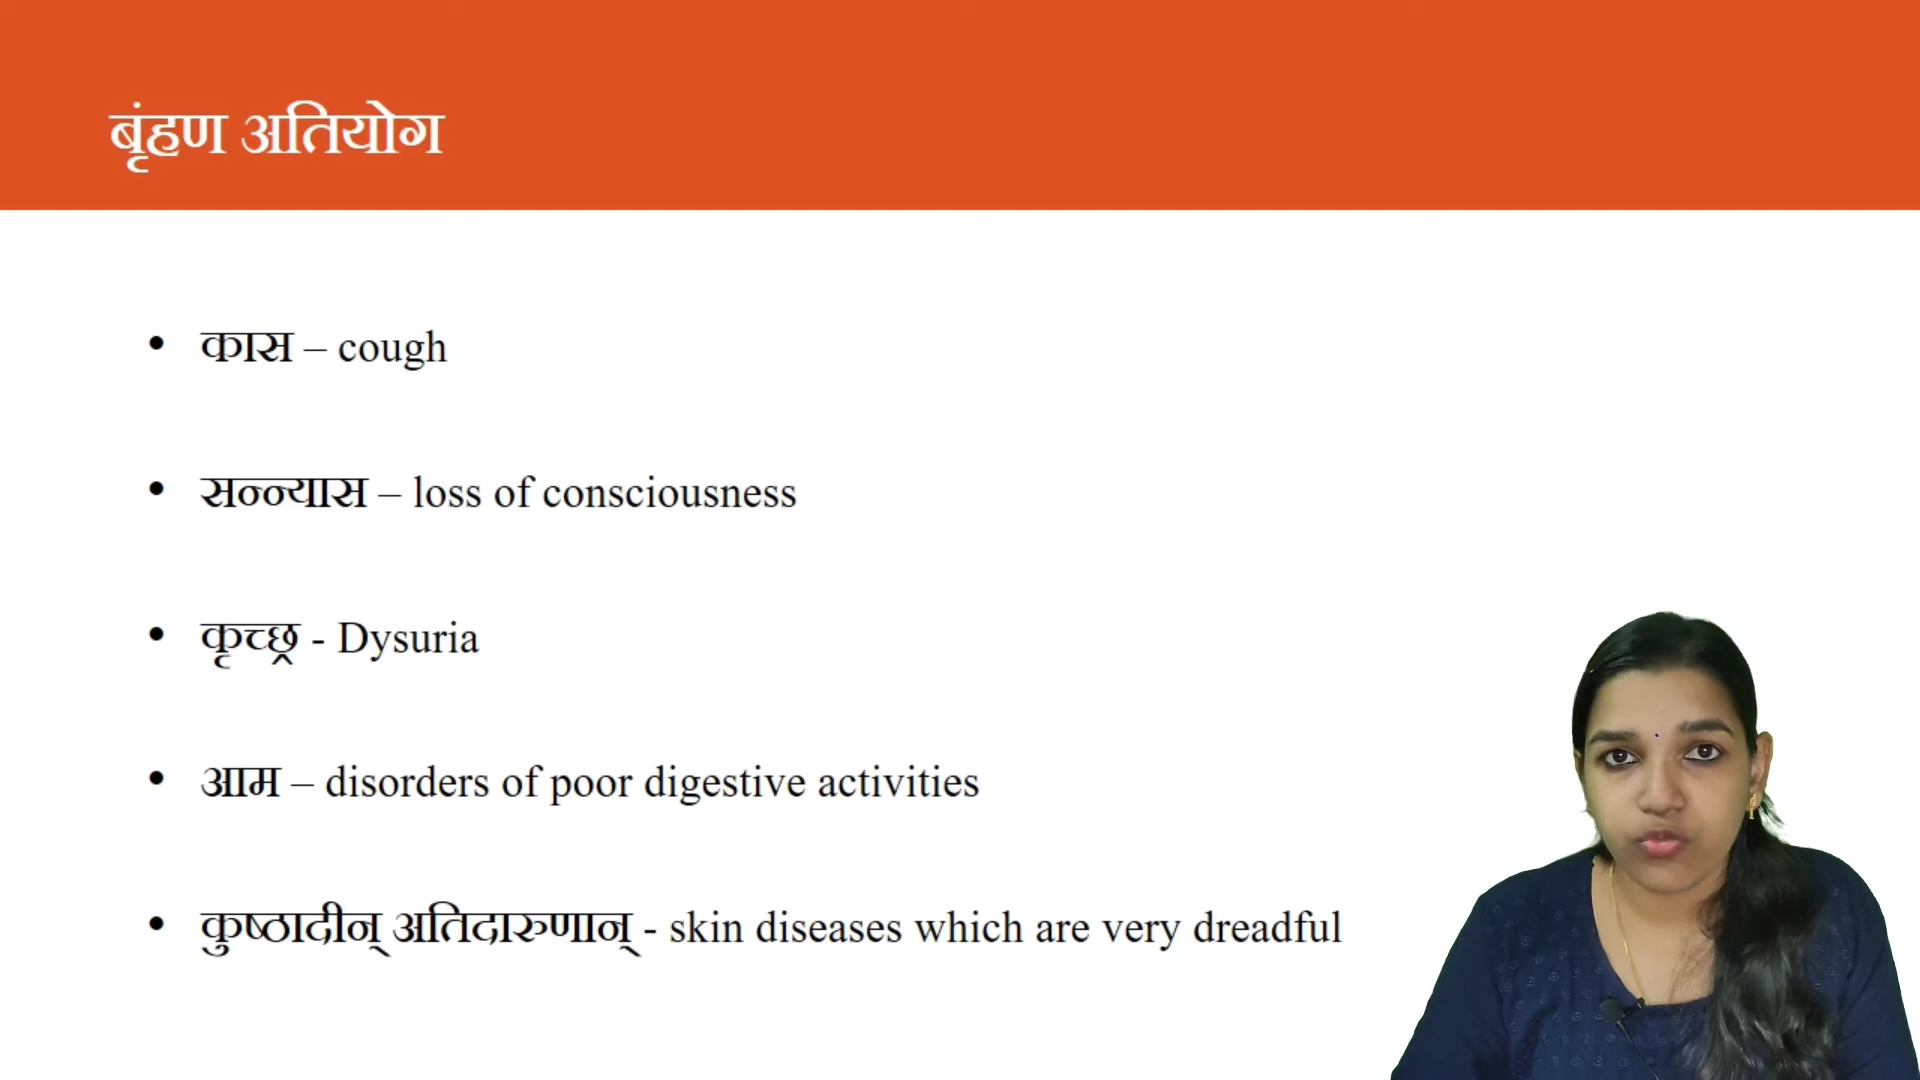 बृंहण अतियोग
• कास – cough
• सन्न्यास – loss of consciousness
• कृच्छ्र - Dysuria
• आम – disorders of poor digestive activities
• कुष्ठादीन् अतिदारुणान् - skin diseases which are very dreadful